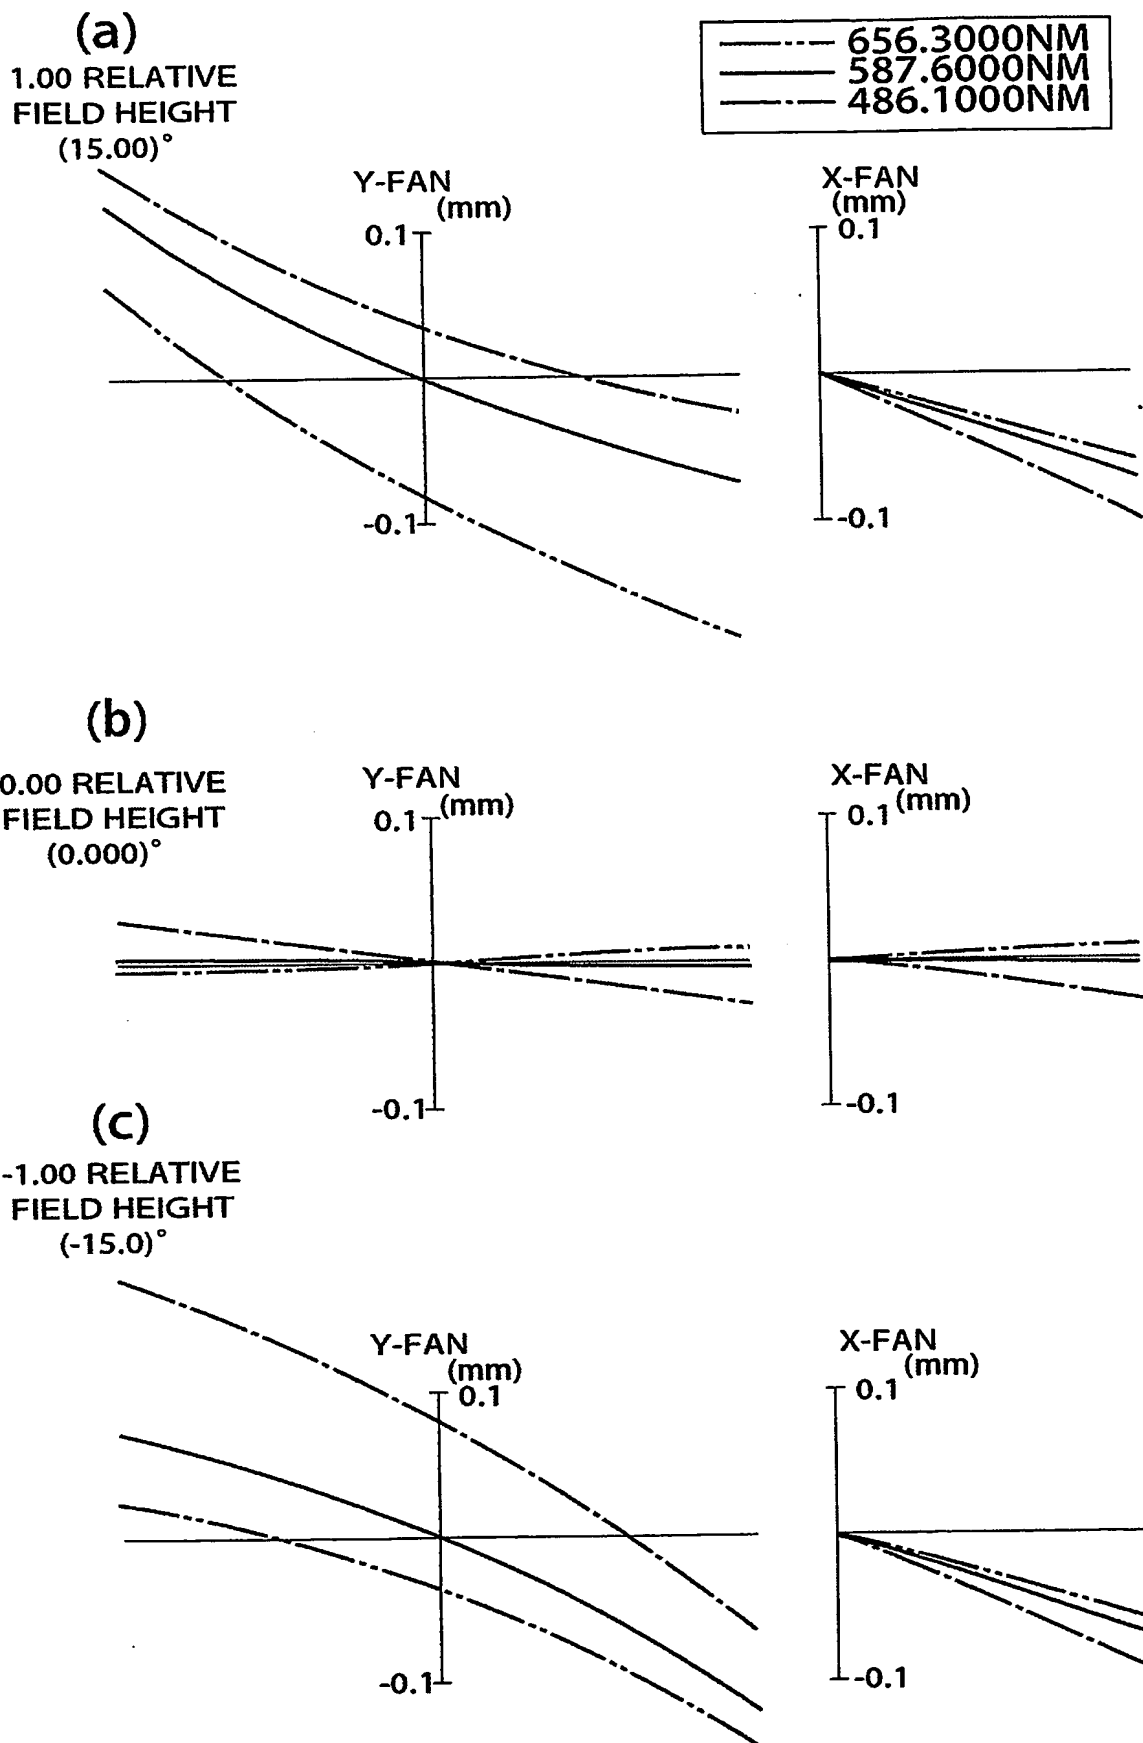 (a)
1.00 RELATIVE
FIELD HEIGHT
(15.00)°
656.3000NM
587.6000NM
486.1000NM
Y-FAN
(mm)
0.1
-0.1
X-FAN
(mm)
0.1
-0.1
(b)
0.00 RELATIVE
FIELD HEIGHT
(0.000)°
Y-FAN
(mm)
0.1
-0.1
X-FAN
(mm)
0.1
-0.1
(c)
-1.00 RELATIVE
FIELD HEIGHT
(-15.0)°
Y-FAN
(mm)
0.1
-0.1
X-FAN
(mm)
0.1
-0.1